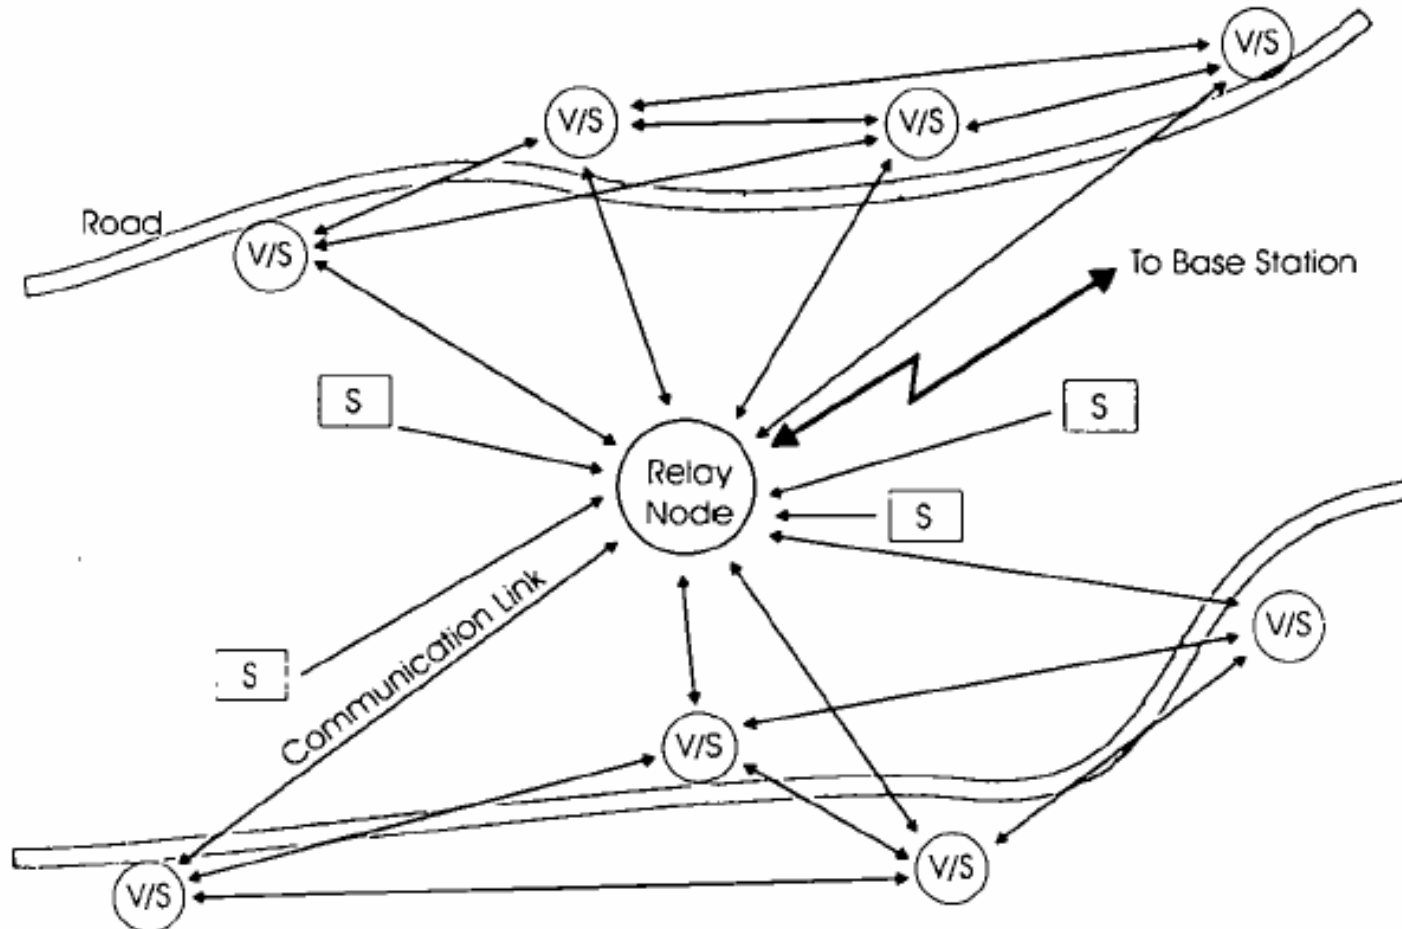 V/S
V/S
V/S
Road
V/S
To Base Station
S
S
Relay
Node
S
Communication Link
S
V/S
V/S
V/S
V/S